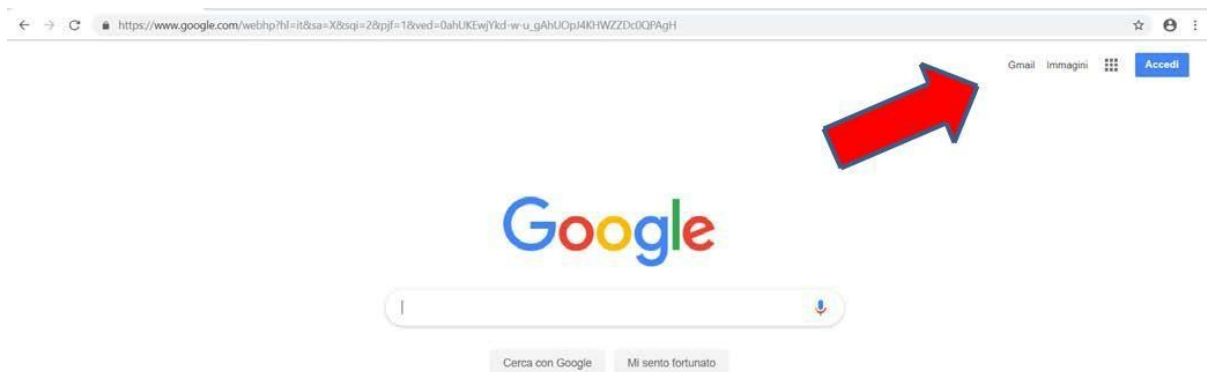 https://www.google.com/webhp?hl=it&sa=X&sqi=2&pjf=1&ved=0ahUKEwjYkd-w-u_gAhUOpJ4KHWZZDc0QPAgH
Gmail Immagini Accedi
Google
Cerca con Google Mi sento fortunato